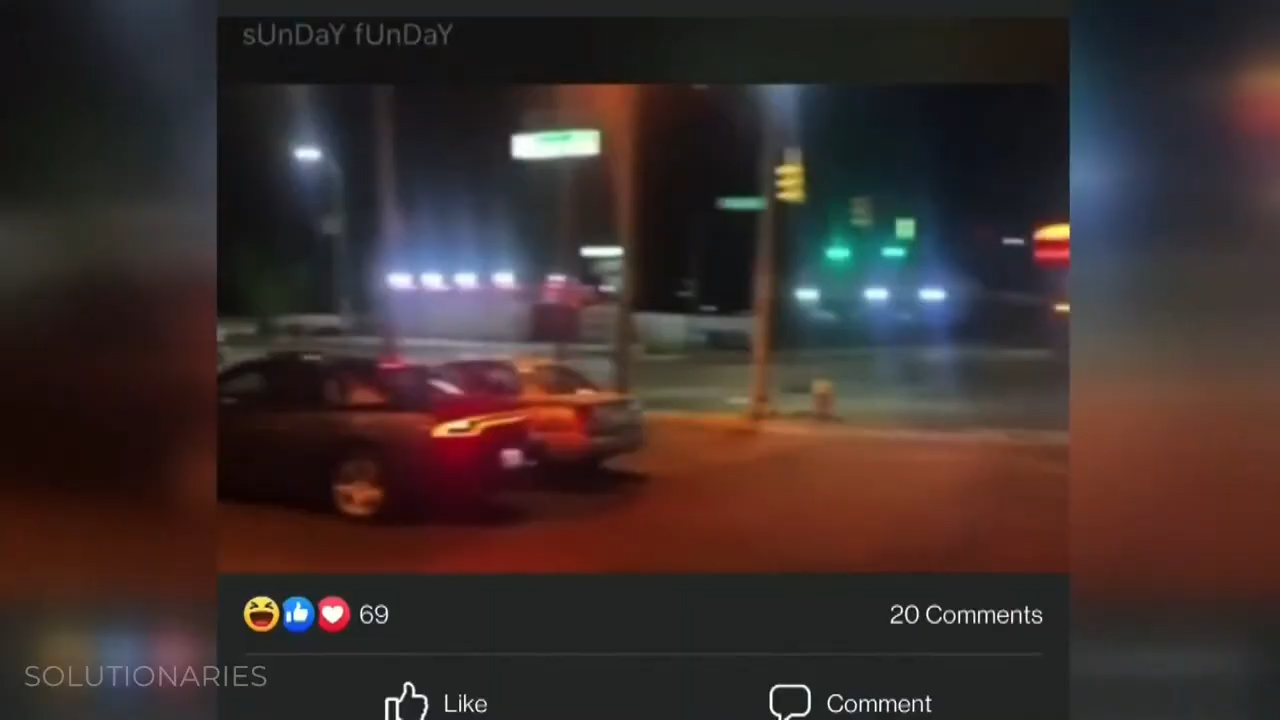 sUnDaY fUnDaY
69
20 Comments
SOLUTIONARIES
Like
Comment